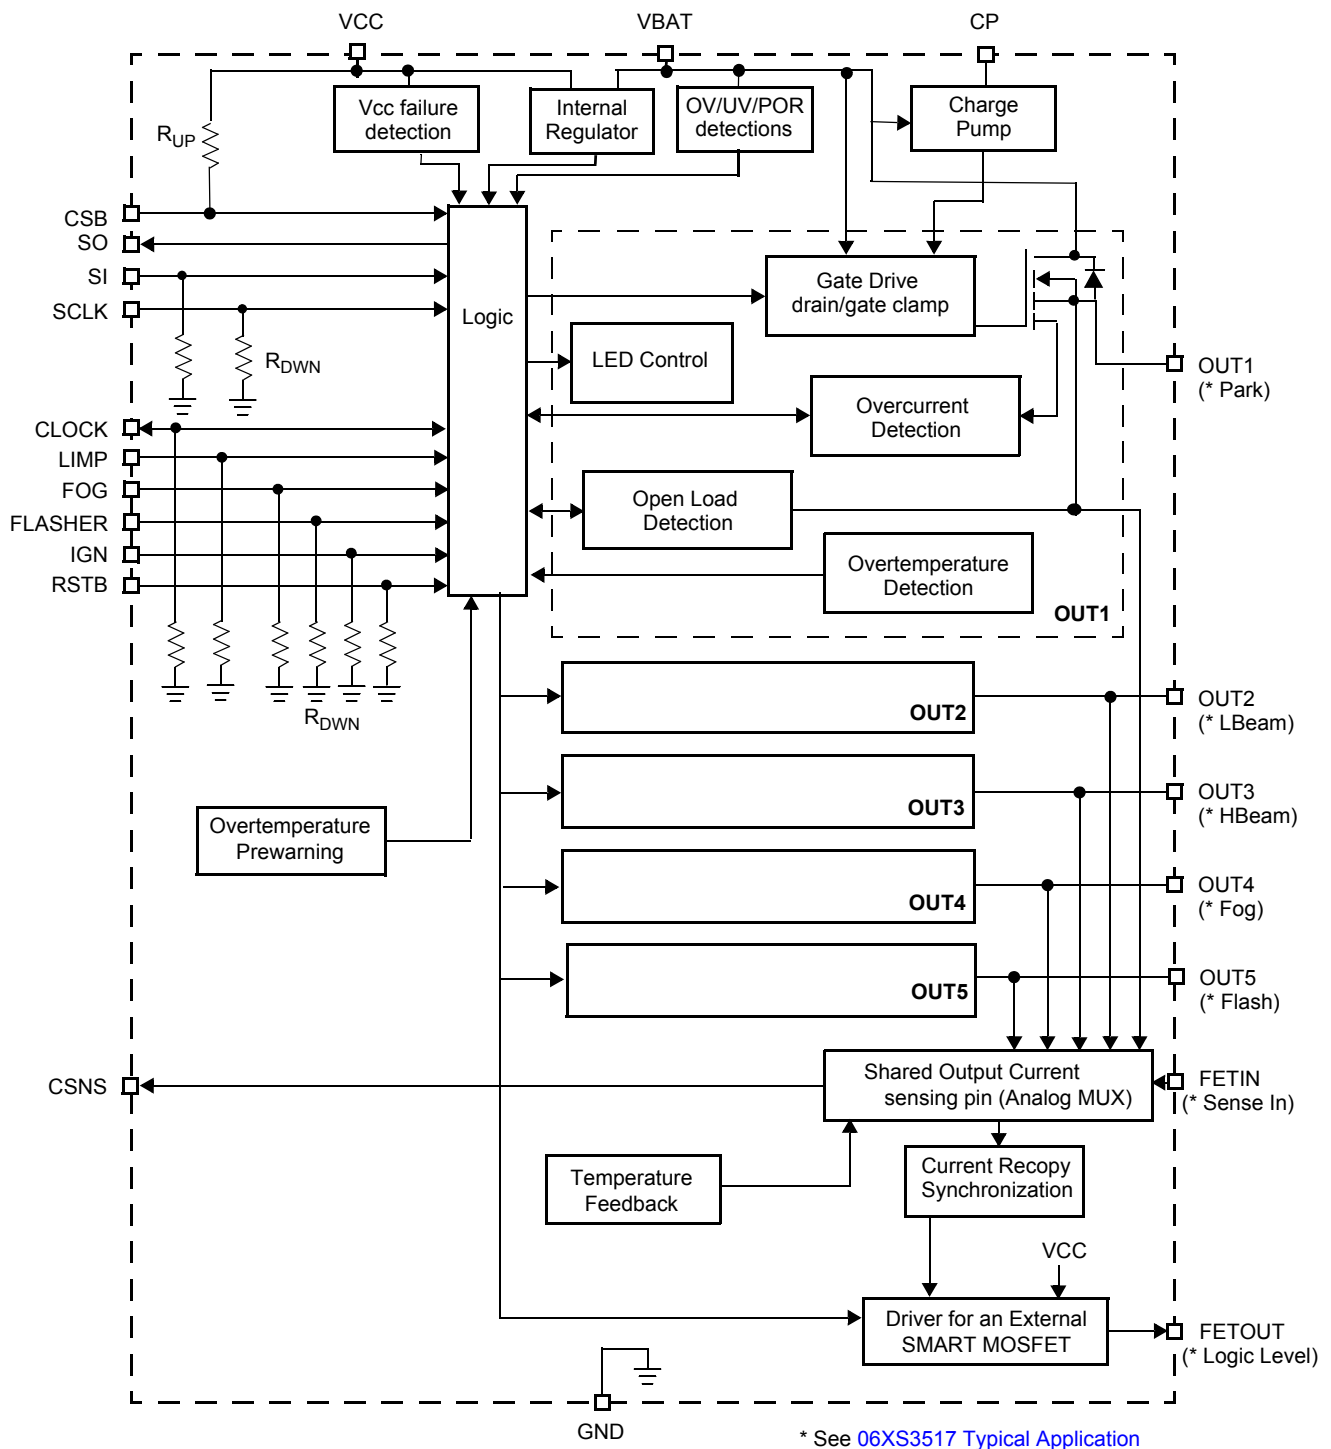 VCC
VBAT
CP
Vcc failure
detection
Internal
Regulator
OV/UV/POR
detections
Charge
Pump
RUP
CSB
SO
SI
SCLK
RDWN
Logic
Gate Drive
drain/gate clamp
LED Control
OUT1
(* Park)
Overcurrent
Detection
CLOCK
LIMP
FOG
FLASHER
IGN
RSTB
Open Load
Detection
Overtemperature
Detection
OUT1
RDWN
OUT2
OUT2
(* LBeam)
OUT3
OUT3
(* HBeam)
Overtemperature
Prewarning
OUT4
OUT4
(* Fog)
OUT5
OUT5
(* Flash)
CSNS
Shared Output Current
sensing pin (Analog MUX)
FETIN
(* Sense In)
Temperature
Feedback
Current Recopy
Synchronization
VCC
Driver for an External
SMART MOSFET
FETOUT
(* Logic Level)
GND
* See 06XS3517 Typical Application